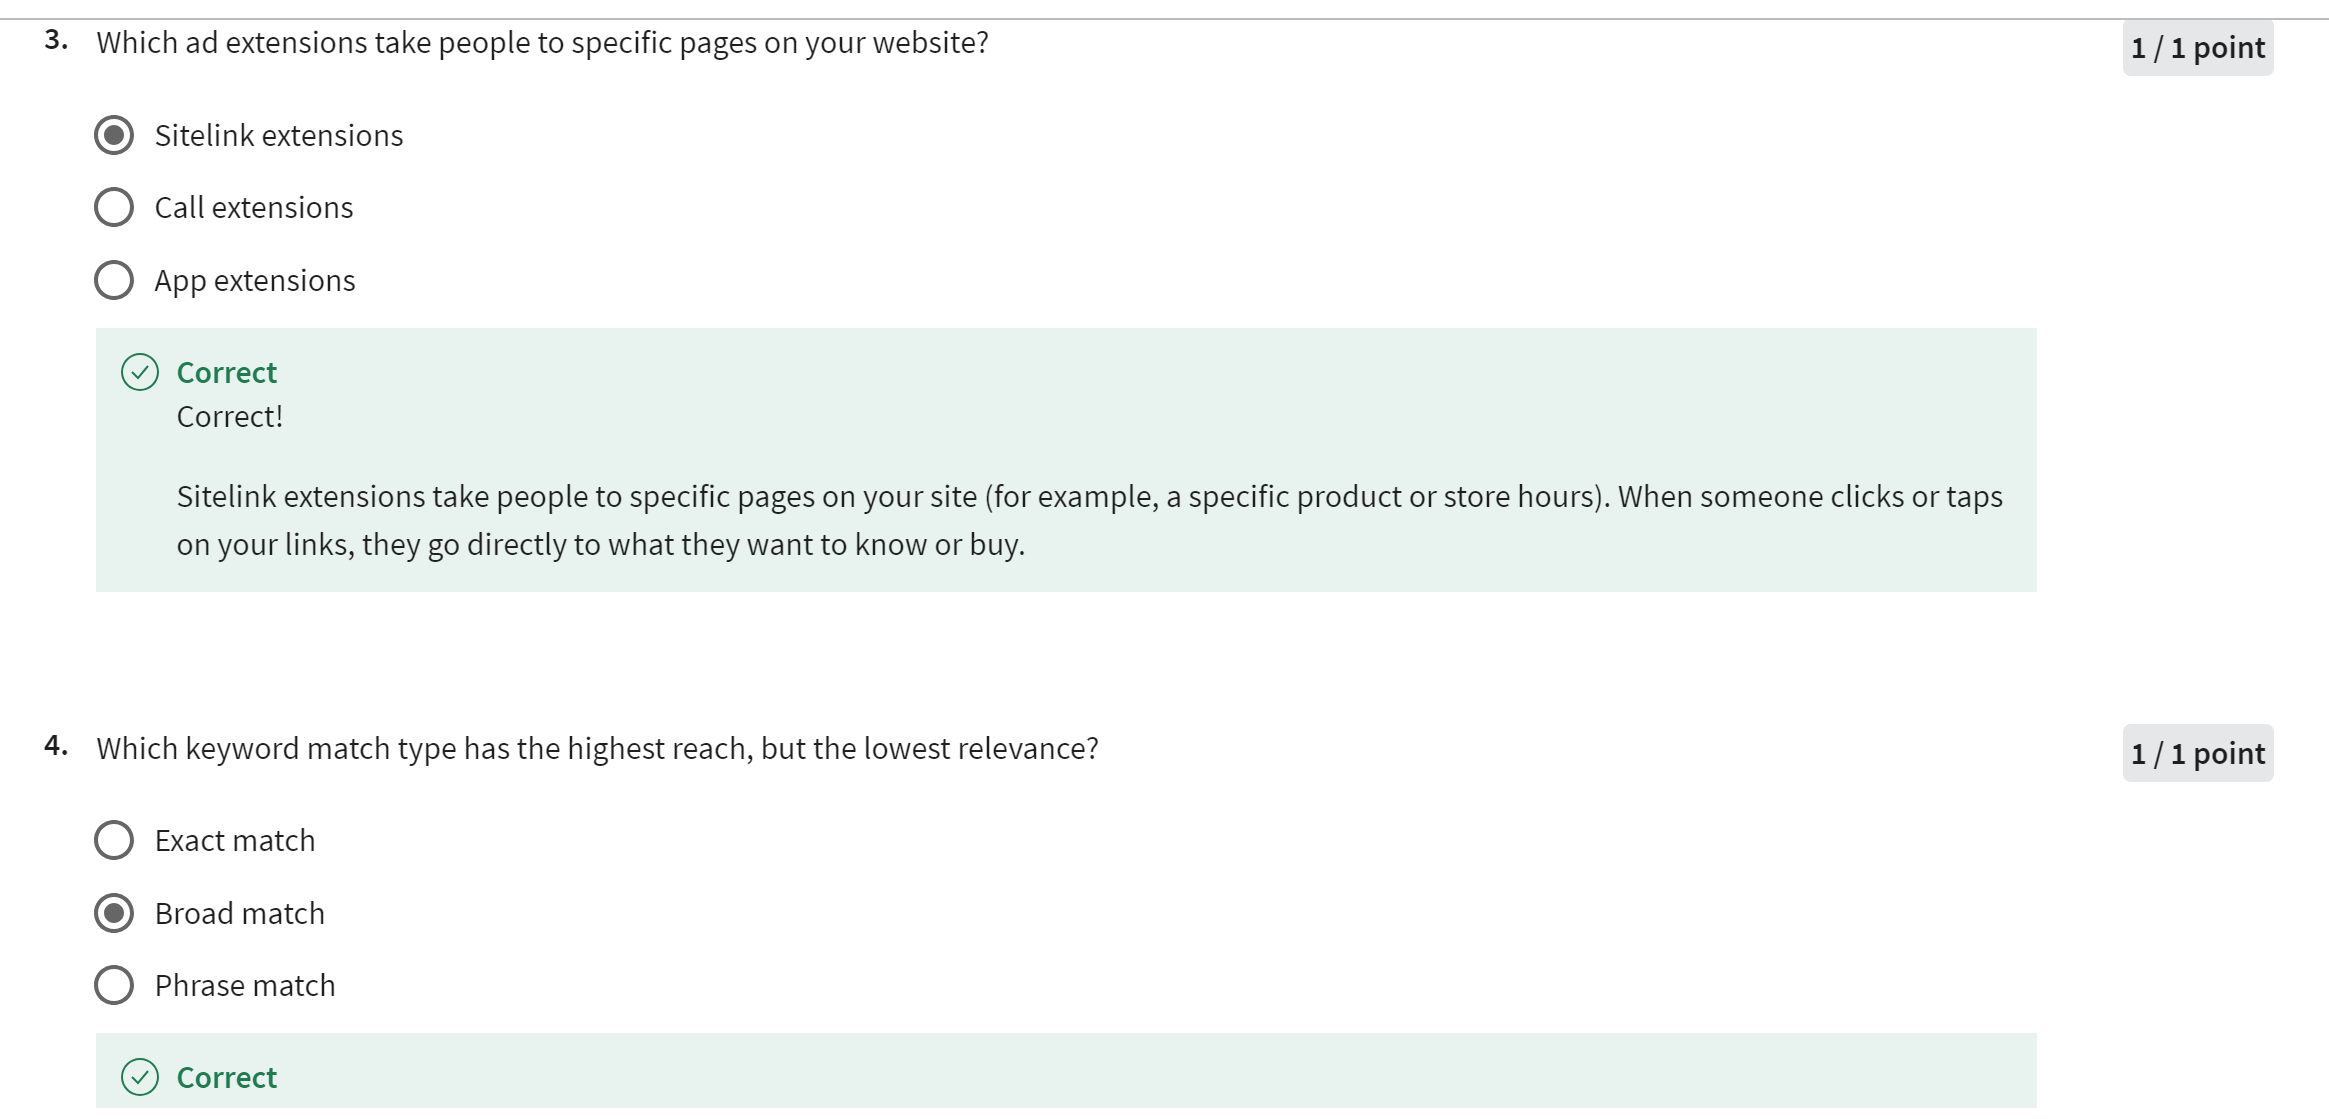 3. Which ad extensions take people to specific pages on your website?
1 / 1 point
Sitelink extensions
Call extensions
App extensions
Correct
Correct!
Sitelink extensions take people to specific pages on your site (for example, a specific product or store hours). When someone clicks or taps
on your links, they go directly to what they want to know or buy.
4. Which keyword match type has the highest reach, but the lowest relevance?
1 / 1 point
Exact match
Broad match
Phrase match
Correct